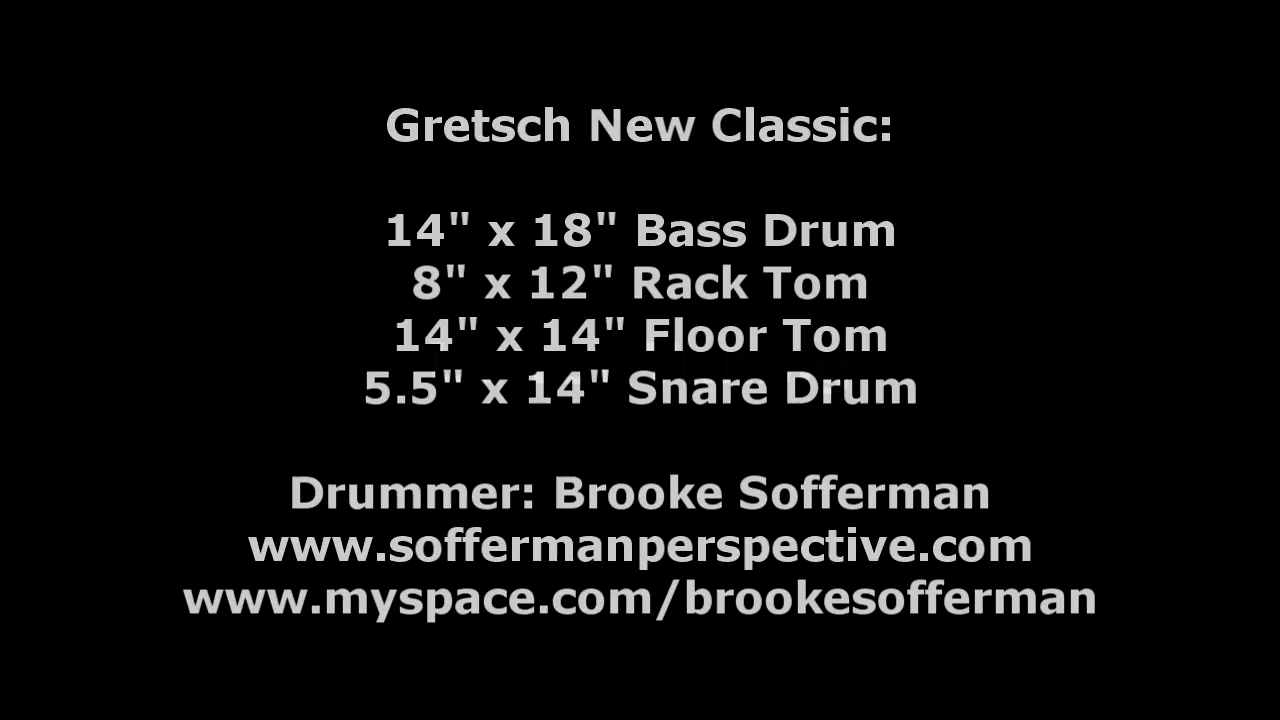 Gretsch New Classic:
14" x 18" Bass Drum
8" x 12" Rack Tom
14" x 14" Floor Tom
5.5" x 14" Snare Drum
Drummer: Brooke Sofferman
www.soffermanperspective.com
www.myspace.com/brookesofferman